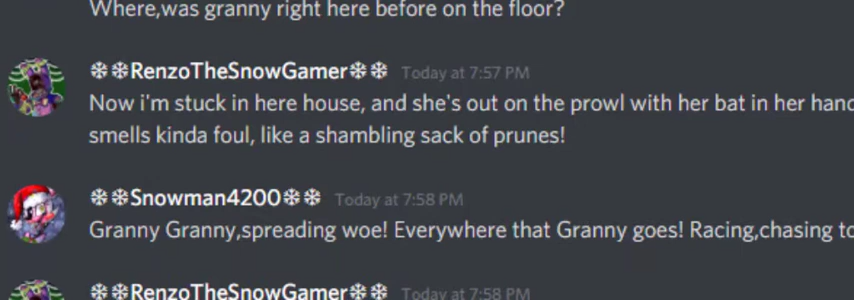 Where,was granny right here before on the floor?
❄❄RenzoTheSnowGamer❄❄ Today at 7:57 PM
Now i'm stuck in here house, and she's out on the prowl with her bat in her hand
smells kinda foul, like a shambling sack of prunes!
❄❄Snowman4200❄❄ Today at 7:58 PM
Granny Granny,spreading woe! Everywhere that Granny goes! Racing,chasing to
❄❄RenzoTheSnowGamer❄❄ Today at 7:58 PM